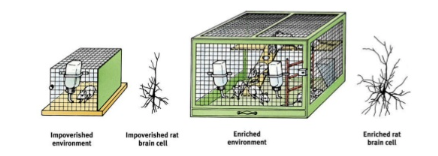 Impoverished
environment
Impoverished rat
brain cell
Enriched
environment
Enriched rat
brain cell